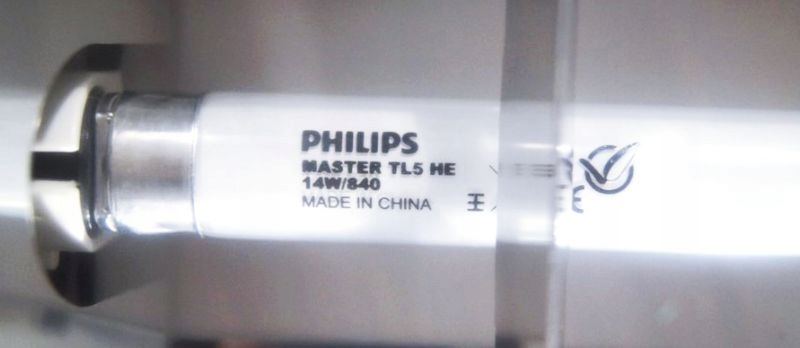 PHILIPS
MASTER TL5 HE
14W/840
MADE IN CHINA